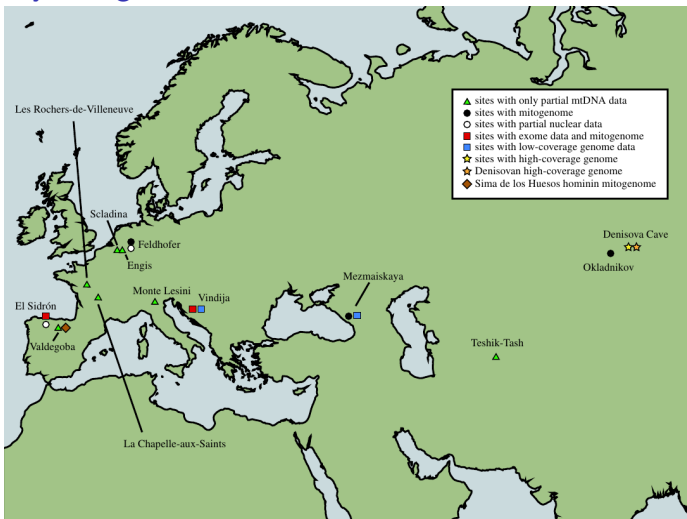 Les Rochers-de-Villeneuve
sites with only partial mtDNA data
sites with mitogenome
sites with partial nuclear data
sites with exome data and mitogenome
sites with low-coverage genome data
sites with high-coverage genome
Denisovan high-coverage genome
Sima de los Huesos hominin mitogenome
Scladina
Feldhofer
Engis
Denisova Cave
Okladnikov
Mezmaiskaya
Monte Lesini
Vindija
El Sidrón
Valdegoba
Teshik-Tash
La Chapelle-aux-Saints